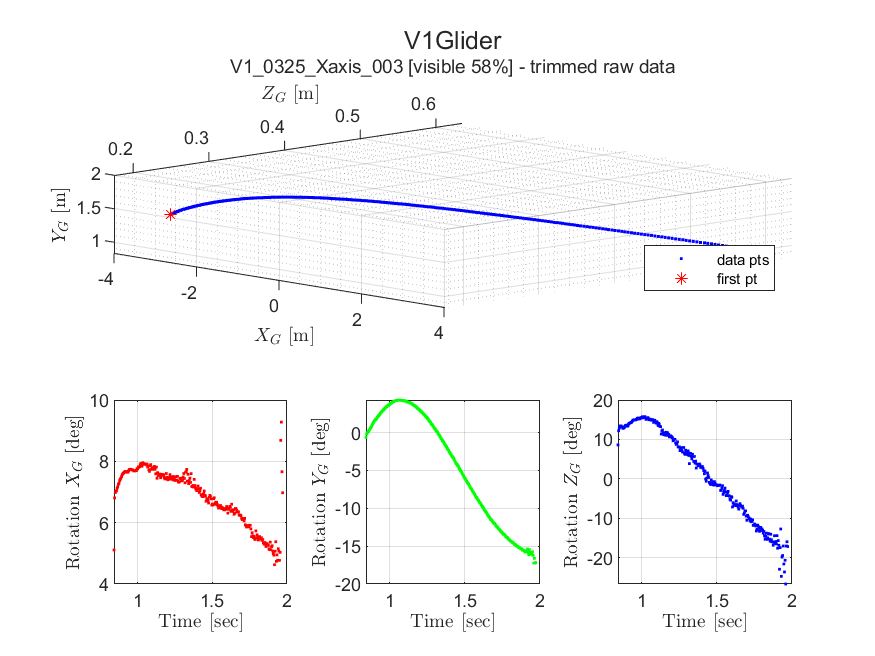 V1Glider
V1_0325_Xaxis_003 [visible 58%] - trimmed raw data
Z_G [m]
0.2 0.3 0.4 0.5 0.6
Y_G [m]
2
1.5
1
-4 -2 0 2 4
X_G [m]
data pts
first pt
Rotation X_G [deg]
10
8
6
4
1 1.5 2
Time [sec]
Rotation Y_G [deg]
0
-5
-10
-15
-20
1 1.5 2
Time [sec]
Rotation Z_G [deg]
20
10
0
-10
-20
1 1.5 2
Time [sec]